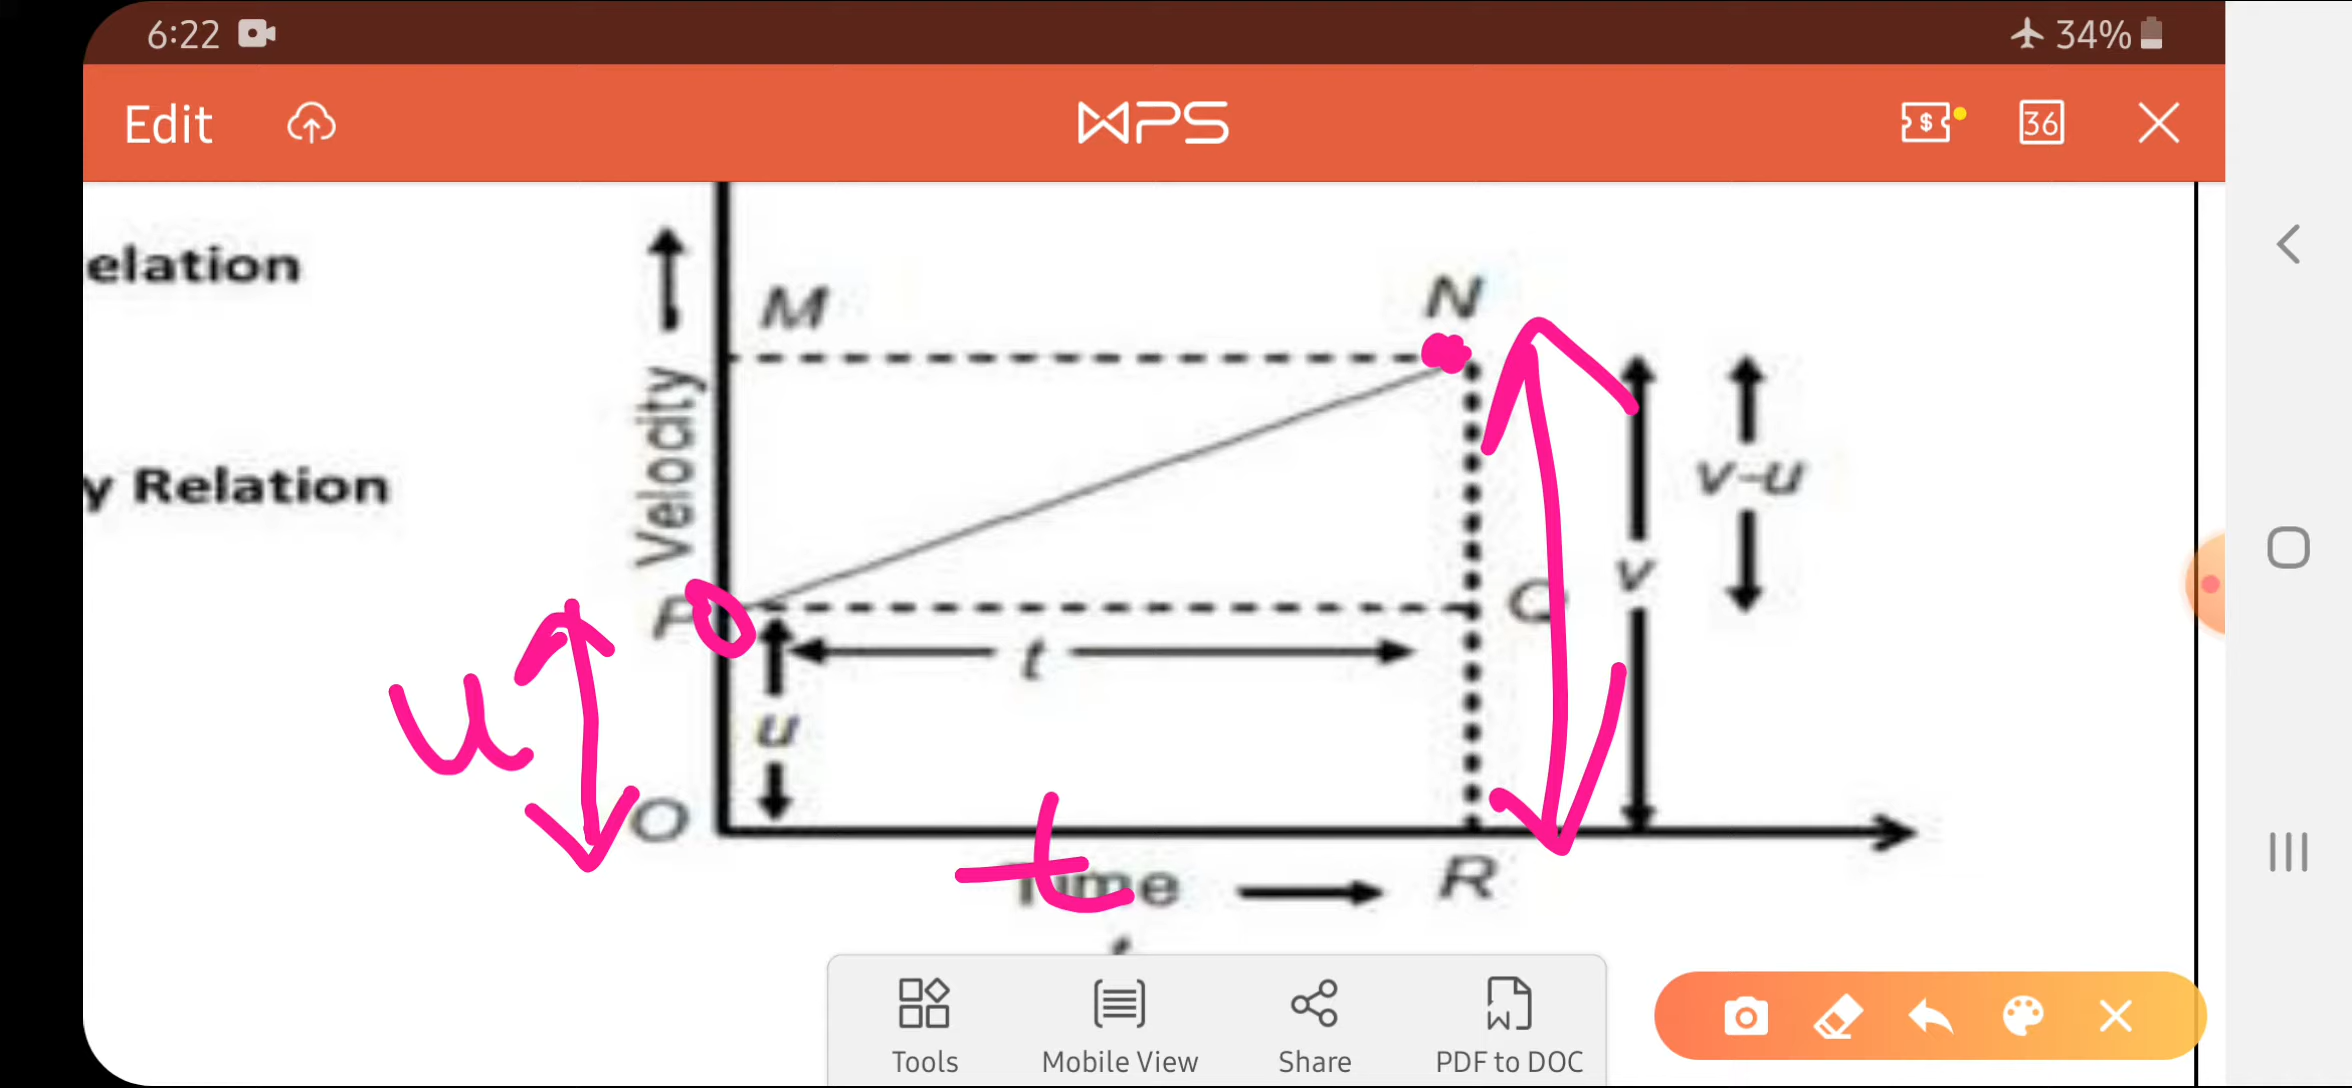 6:22
34%
Edit
WPS
$
36
elation
M
N
Velocity
v-u
y Relation
v
P
Q
t
u
u
O
t
Time
R
Tools
Mobile View
Share
PDF to DOC